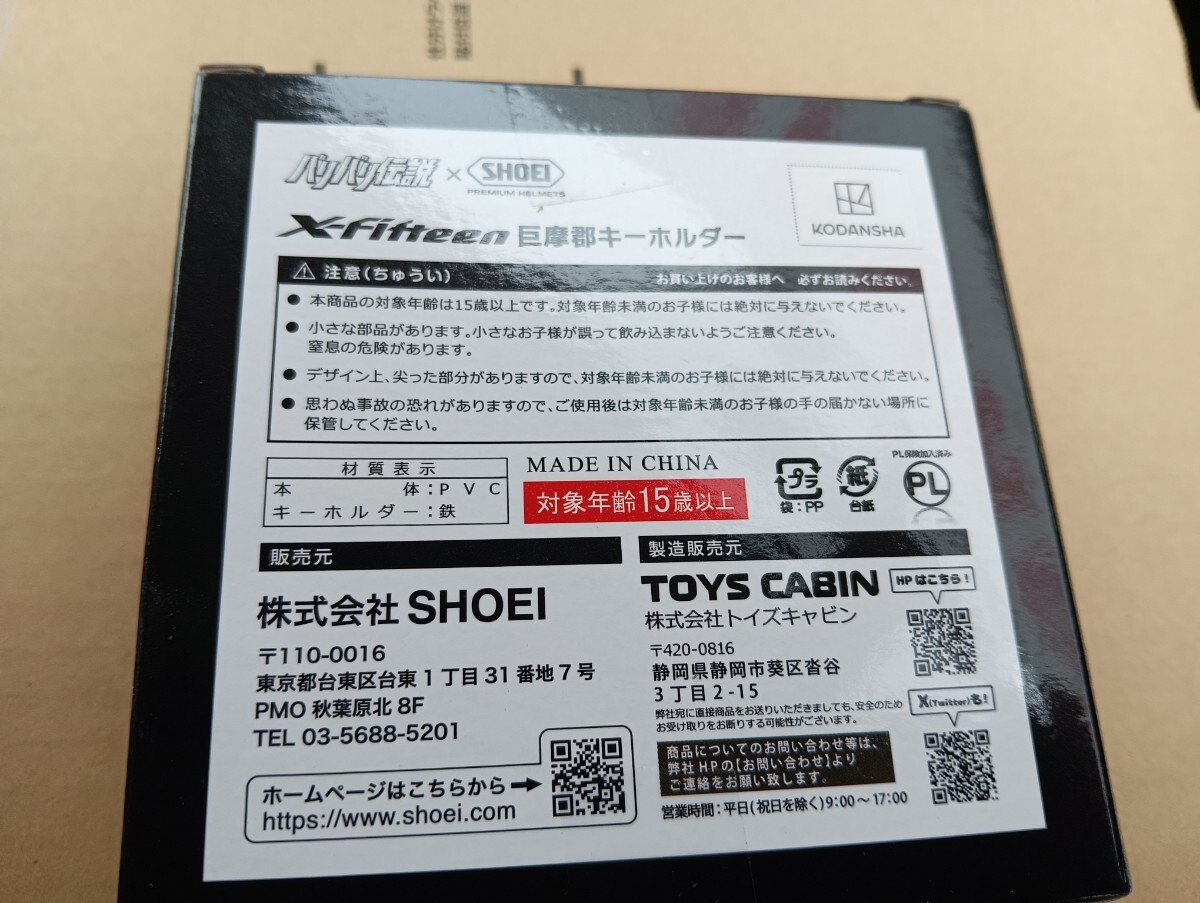 バリバリ伝説 × SHOEI
PREMIUM HELMETS
KODANSHA
X-Fifteen 巨摩郡キーホルダー
注意(ちゅうい) お買い上げのお客様へ 必ずお読みください。
● 本商品の対象年齢は15歳以上です。対象年齢未満のお子様には絶対に与えないでください。
● 小さな部品があります。小さなお子様が誤って飲み込まないようご注意ください。
窒息の危険があります。
● デザイン上、尖った部分がありますので、対象年齢未満のお子様には絶対に与えないでください。
● 思わぬ事故の恐れがありますので、ご使用後は対象年齢未満のお子様の手の届かない場所に
保管してください。
材質表示
本体:PVC
キーホルダー:鉄
MADE IN CHINA
対象年齢15歳以上
プラ
袋:PP
紙
台紙
PL保険加入済み
PL
販売元
株式会社 SHOEI
〒110-0016
東京都台東区台東1丁目31番地7号
PMO 秋葉原北 8F
TEL 03-5688-5201
ホームページはこちらから→
https://www.shoei.com
製造販売元
TOYS CABIN
株式会社トイズキャビン
〒420-0816
静岡県静岡市葵区沓谷
3丁目2-15
弊社宛に直接商品をお送りいただきましても、安全のため
お受け取りをお断りする可能性がございます。
商品についてのお問い合わせ等は、
弊社HPの【お問い合わせ】より
ご連絡をお願い致します。
営業時間:平日(祝日を除く)9:00～17:00
HPはこちら!
X(Twitter)も!